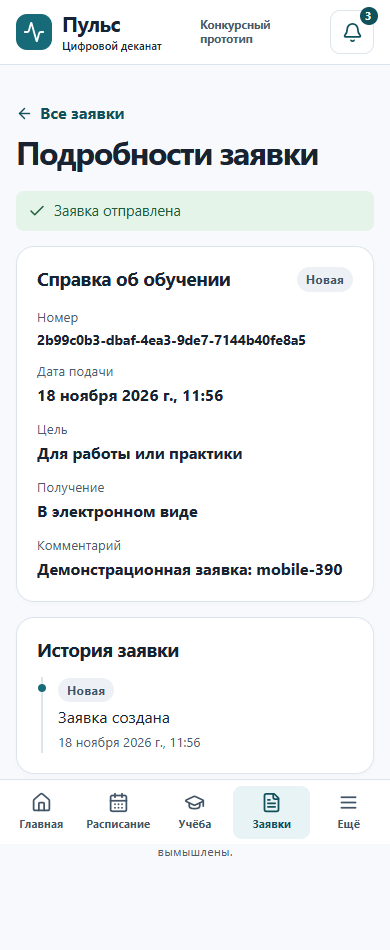 Пульс
Цифровой деканат
Конкурсный
прототип
3
Все заявки
Подробности заявки
Заявка отправлена
Справка об обучении
Новая
Номер
2b99c0b3-dbaf-4ea3-9de7-7144b40fe8a5
Дата подачи
18 ноября 2026 г., 11:56
Цель
Для работы или практики
Получение
В электронном виде
Комментарий
Демонстрационная заявка: mobile-390
История заявки
Новая
Заявка создана
18 ноября 2026 г., 11:56
Главная
Расписание
Учёба
Заявки
Ещё
вымышлены.